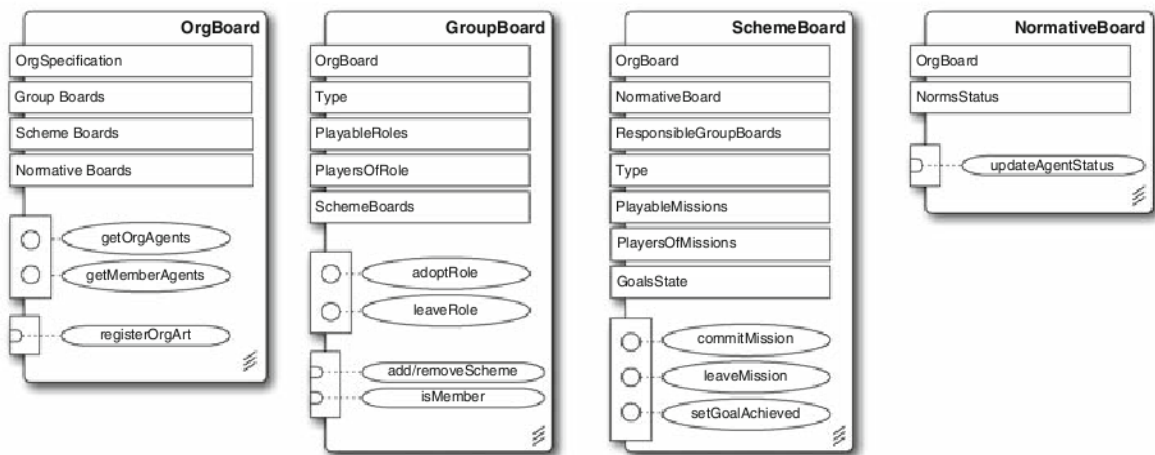 OrgBoard
OrgSpecification
Group Boards
Scheme Boards
Normative Boards
getOrgAgents
getMemberAgents
registerOrgArt
GroupBoard
OrgBoard
Type
PlayableRoles
PlayersOfRole
SchemeBoards
adoptRole
leaveRole
add/removeScheme
isMember
SchemeBoard
OrgBoard
NormativeBoard
ResponsibleGroupBoards
Type
PlayableMissions
PlayersOfMissions
GoalsState
commitMission
leaveMission
setGoalAchieved
NormativeBoard
OrgBoard
NormsStatus
updateAgentStatus